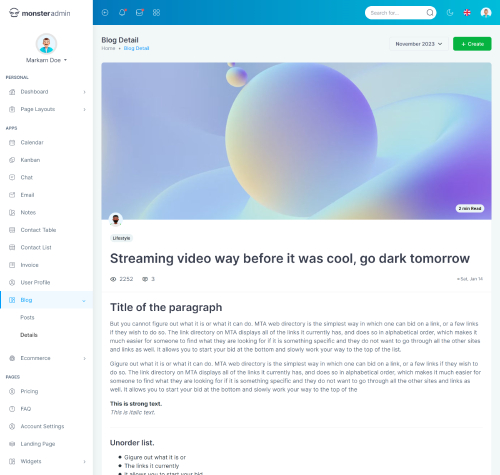 monsteradmin
Search for...
Markarn Doe
PERSONAL
Dashboard
Page Layouts
APPS
Calendar
Kanban
Chat
Email
Notes
Contact Table
Contact List
Invoice
User Profile
Blog
Posts
Details
Ecommerce
PAGES
Pricing
FAQ
Account Settings
Landing Page
Widgets
Blog Detail
Home • Blog Detail
November 2023
+ Create
2 min Read
Lifestyle
Streaming video way before it was cool, go dark tomorrow
2252
3
Sat, Jan 14
Title of the paragraph
But you cannot figure out what it is or what it can do. MTA web directory is the simplest way in which one can bid on a link, or a few links
if they wish to do so. The link directory on MTA displays all of the links it currently has, and does so in alphabetical order, which makes it
much easier for someone to find what they are looking for if it is something specific and they do not want to go through all the other sites
and links as well. It allows you to start your bid at the bottom and slowly work your way to the top of the list.
Gigure out what it is or what it can do. MTA web directory is the simplest way in which one can bid on a link, or a few links if they wish to
do so. The link directory on MTA displays all of the links it currently has, and does so in alphabetical order, which makes it much easier for
someone to find what they are looking for if it is something specific and they do not want to go through all the other sites and links as
well. It allows you to start your bid at the bottom and slowly work your way to the top of the
This is strong text.
This is italic text.
Unorder list.
Gigure out what it is or
The links it currently
It allows you to start your bid